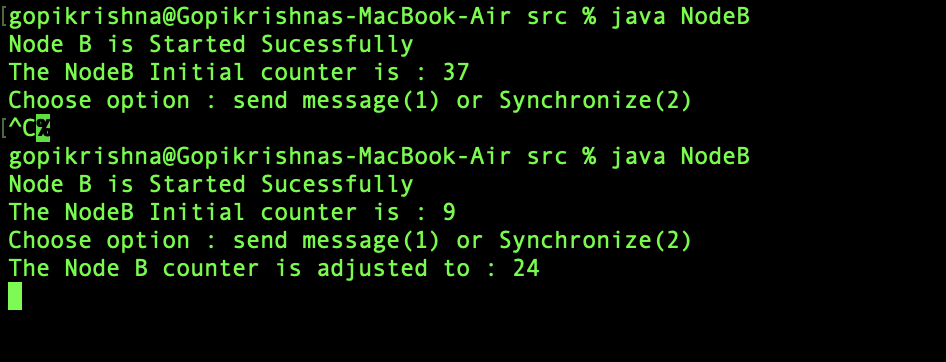 [gopikrishna@Gopikrishnas-MacBook-Air src % java NodeB
Node B is Started Sucessfully
The NodeB Initial counter is : 37
Choose option : send message(1) or Synchronize(2)
[^C%
gopikrishna@Gopikrishnas-MacBook-Air src % java NodeB
Node B is Started Sucessfully
The NodeB Initial counter is : 9
Choose option : send message(1) or Synchronize(2)
The Node B counter is adjusted to : 24